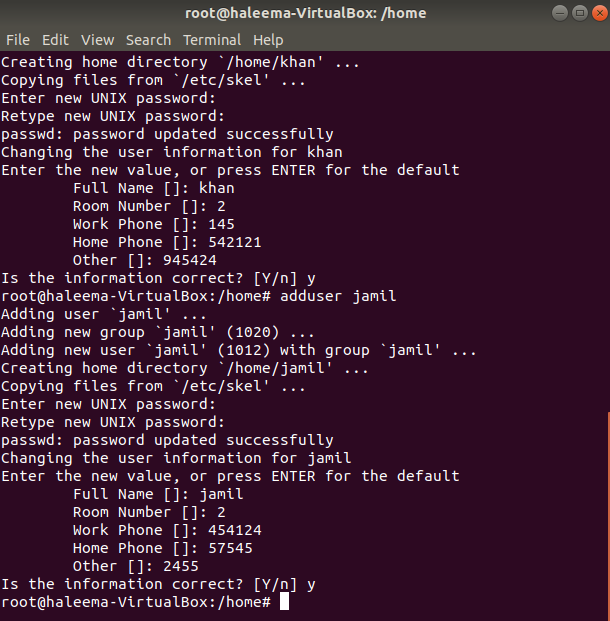 root@haleema-VirtualBox: /home
File Edit View Search Terminal Help
Creating home directory `/home/khan' ...
Copying files from `/etc/skel' ...
Enter new UNIX password:
Retype new UNIX password:
passwd: password updated successfully
Changing the user information for khan
Enter the new value, or press ENTER for the default
        Full Name []: khan
        Room Number []: 2
        Work Phone []: 145
        Home Phone []: 542121
        Other []: 945424
Is the information correct? [Y/n] y
root@haleema-VirtualBox:/home# adduser jamil
Adding user `jamil' ...
Adding new group `jamil' (1020) ...
Adding new user `jamil' (1012) with group `jamil' ...
Creating home directory `/home/jamil' ...
Copying files from `/etc/skel' ...
Enter new UNIX password:
Retype new UNIX password:
passwd: password updated successfully
Changing the user information for jamil
Enter the new value, or press ENTER for the default
        Full Name []: jamil
        Room Number []: 2
        Work Phone []: 454124
        Home Phone []: 57545
        Other []: 2455
Is the information correct? [Y/n] y
root@haleema-VirtualBox:/home#